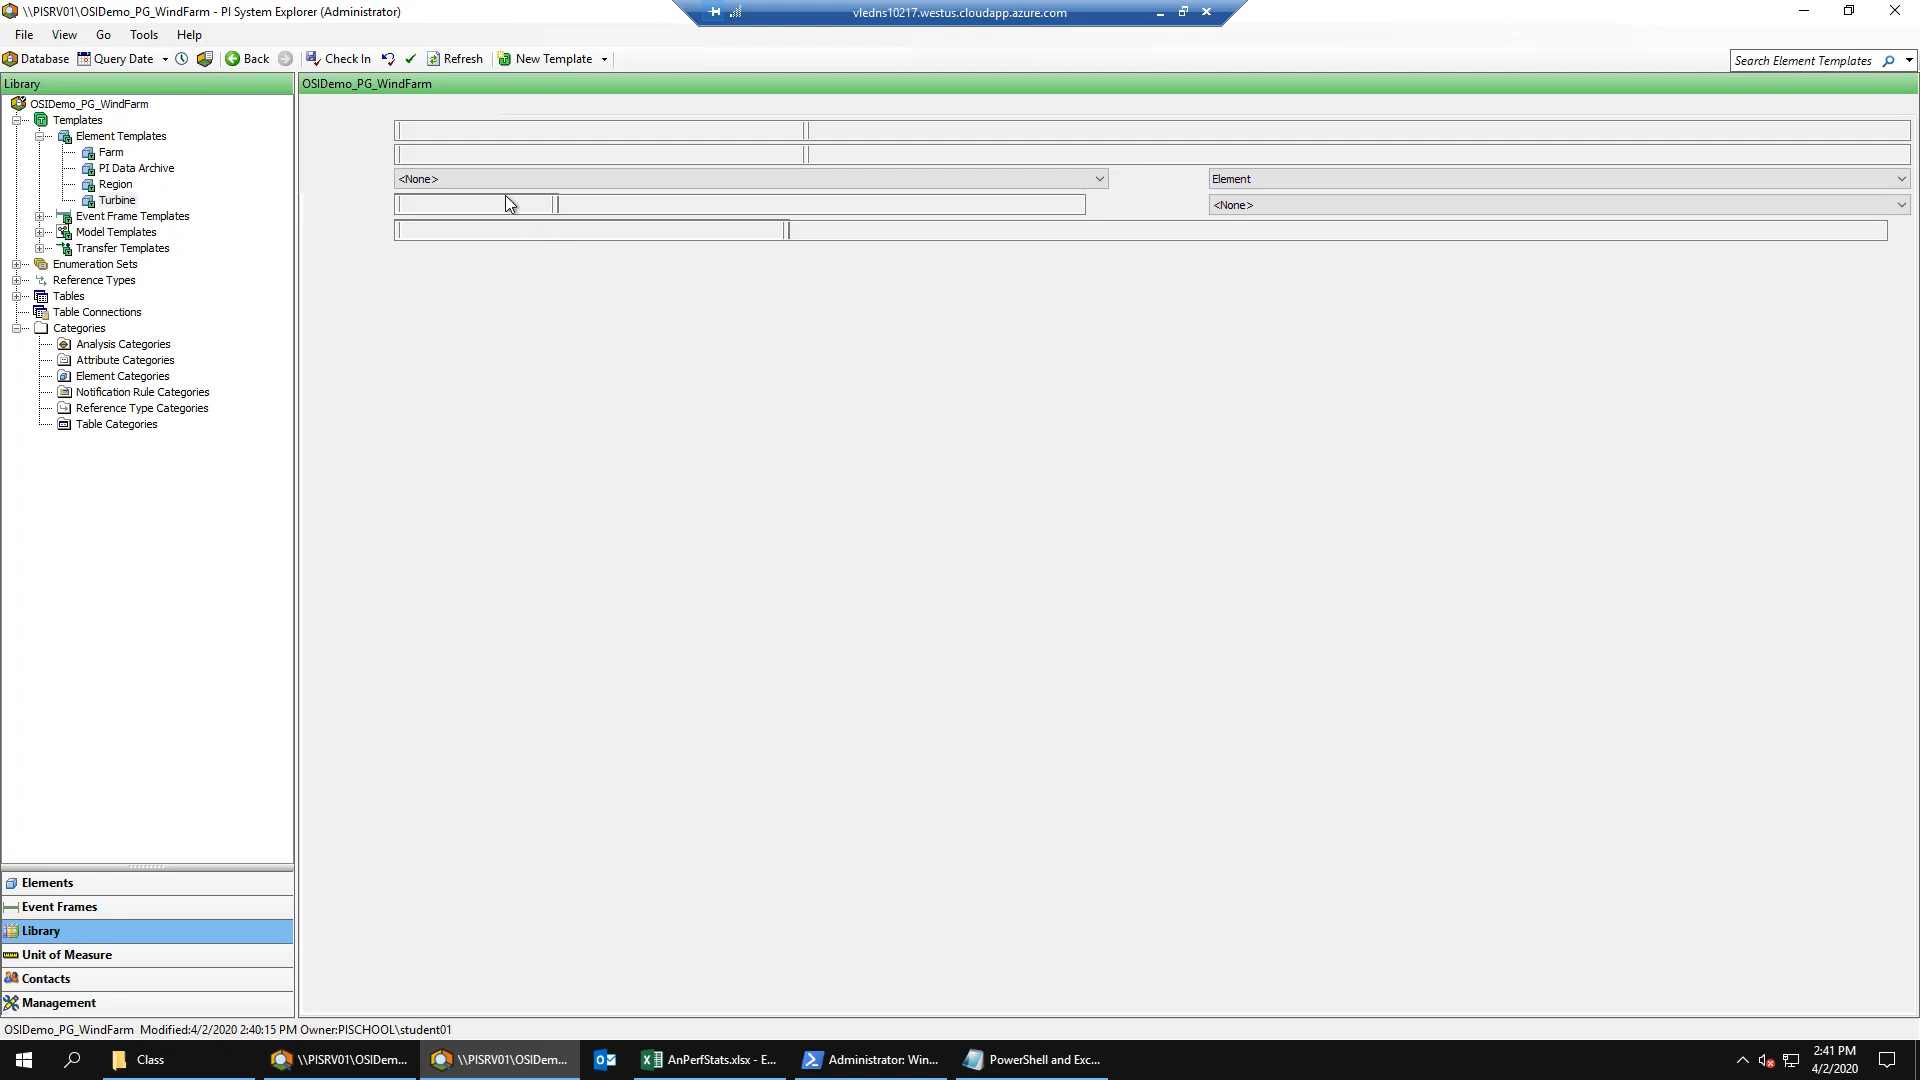 \\PISRV01\OSIDemo_PG_WindFarm - PI System Explorer (Administrator)
vledns10217.westus.cloudapp.azure.com
File View Go Tools Help
Database Query Date Back Check In Refresh New Template
Search Element Templates
Library
OSIDemo_PG_WindFarm
OSIDemo_PG_WindFarm
Templates
Element Templates
Farm
PI Data Archive
Region
Turbine
Event Frame Templates
Model Templates
Transfer Templates
Enumeration Sets
Reference Types
Tables
Table Connections
Categories
Analysis Categories
Attribute Categories
Element Categories
Notification Rule Categories
Reference Type Categories
Table Categories
<None>
Element
<None>
Elements
Event Frames
Library
Unit of Measure
Contacts
Management
OSIDemo_PG_WindFarm Modified:4/2/2020 2:40:15 PM Owner:PISCHOOL\student01
Class
\\PISRV01\OSIDem...
\\PISRV01\OSIDem...
AnPerfStats.xlsx - E...
Administrator: Win...
PowerShell and Exc...
2:41 PM
4/2/2020